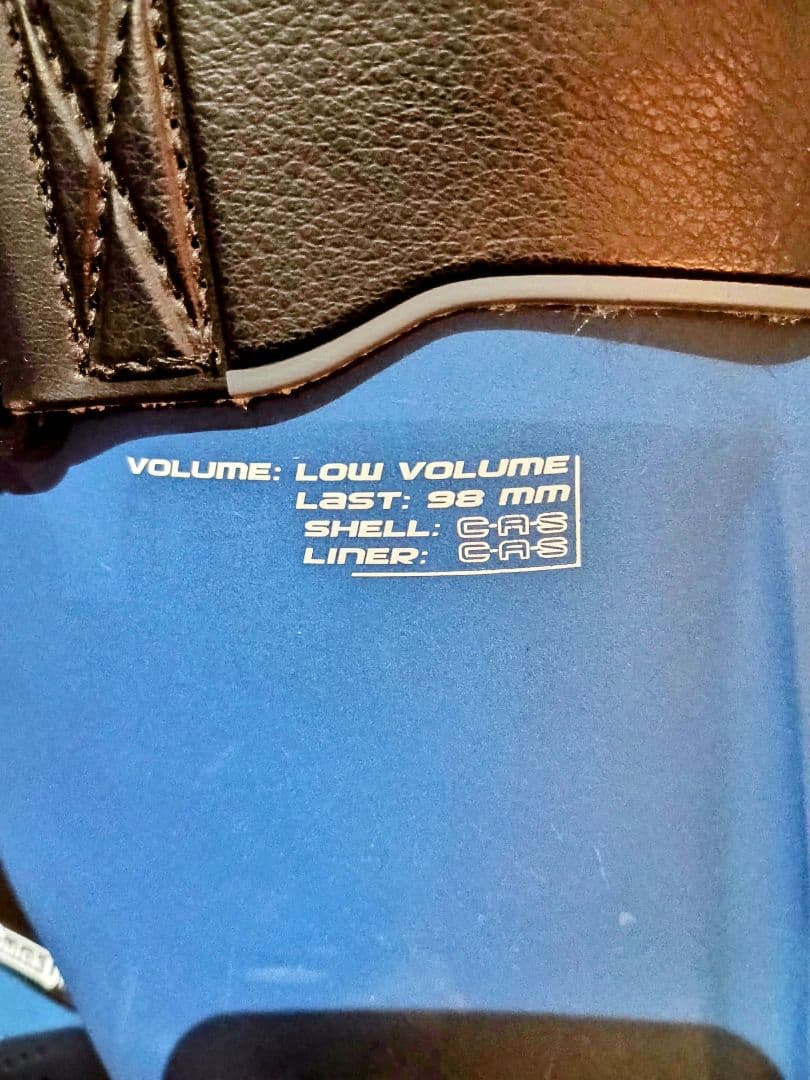 VOLUME: LOW VOLUME
LAST: 98 mm
SHELL: C-A-S
LINER: C-A-S